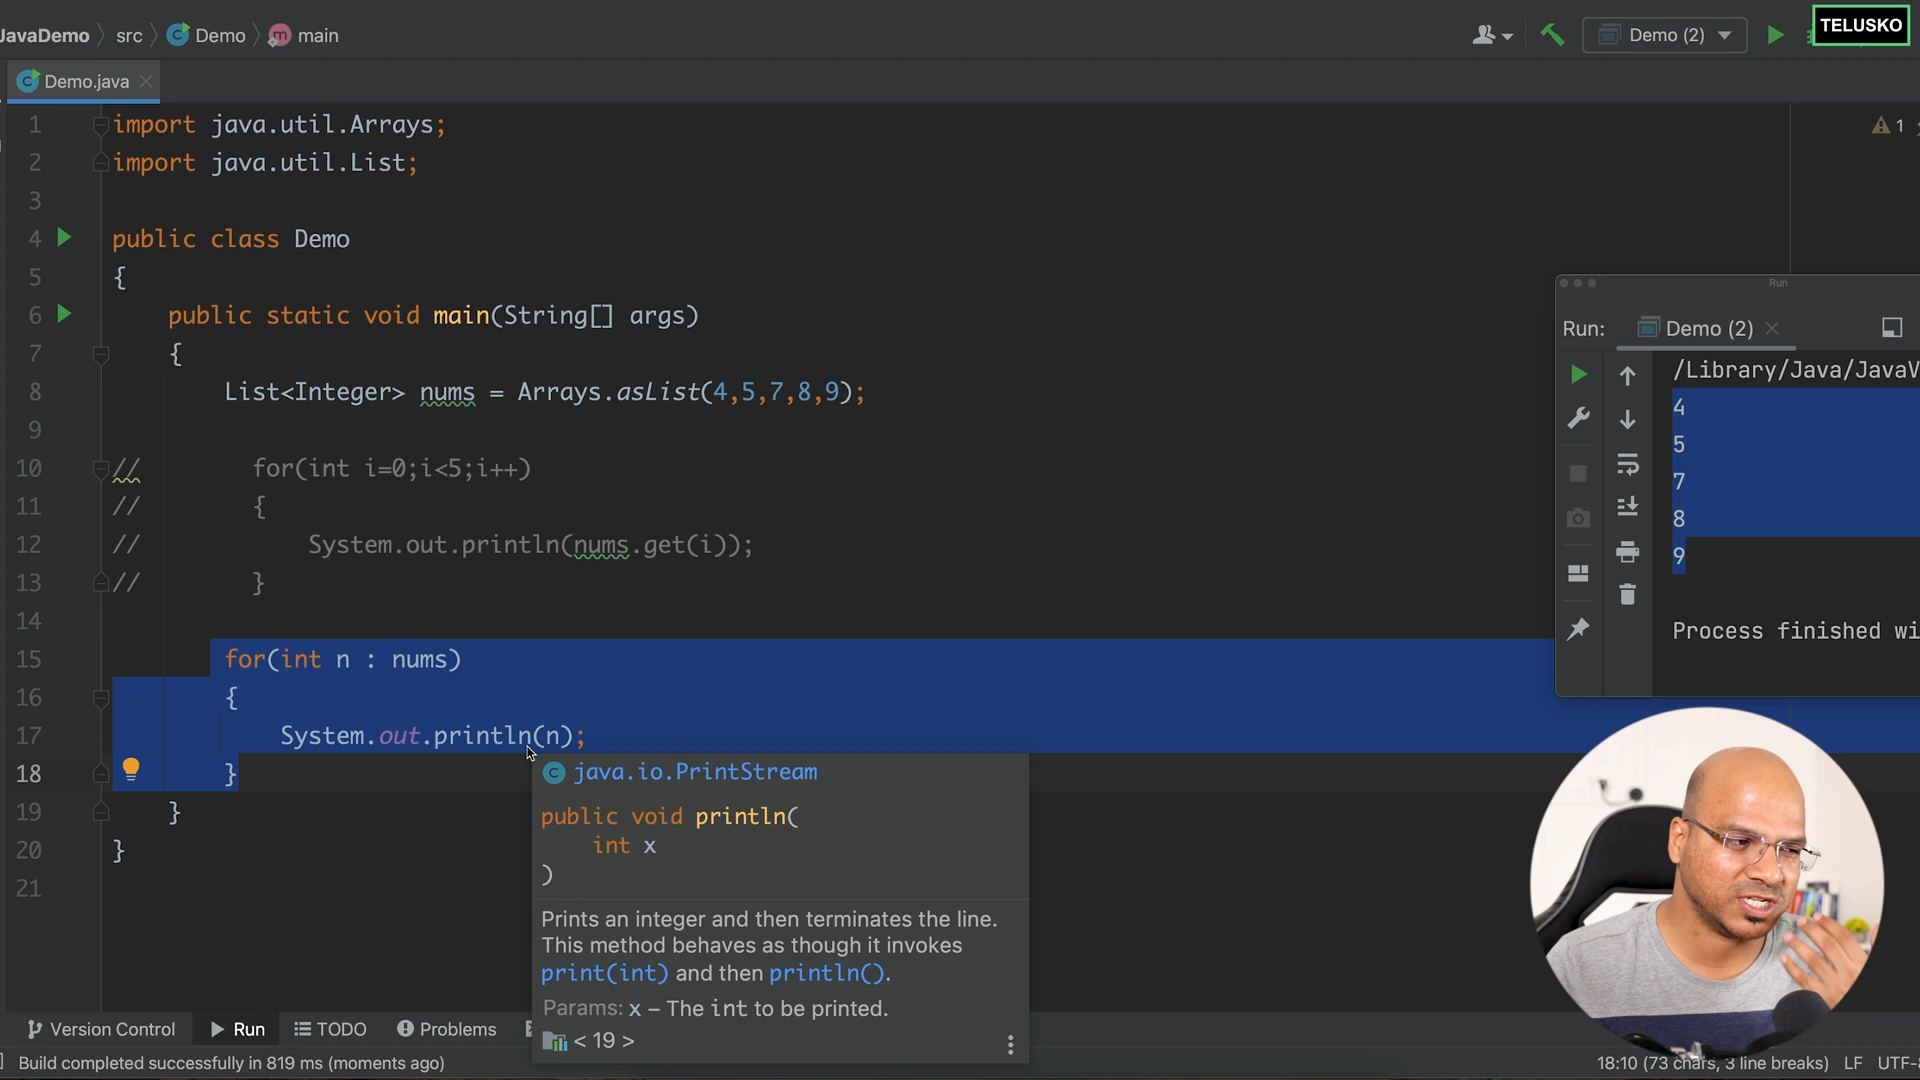 JavaDemo src Demo main
Demo (2)
TELUSKO
Demo.java
1 import java.util.Arrays;
2 import java.util.List;
3
4 public class Demo
5 {
6 public static void main(String[] args)
7 {
8 List<Integer> nums = Arrays.asList(4,5,7,8,9);
9
10 // for(int i=0;i<5;i++)
11 // {
12 // System.out.println(nums.get(i));
13 // }
14
15 for(int n : nums)
16 {
17 System.out.println(n);
18 }
19 }
20 }
21
1
Run
Run: Demo (2)
/Library/Java/JavaV
4
5
7
8
9
Process finished wi
java.io.PrintStream
public void println(
int x
)
Prints an integer and then terminates the line.
This method behaves as though it invokes
print(int) and then println().
Params: x – The int to be printed.
< 19 >
Version Control Run TODO Problems
Build completed successfully in 819 ms (moments ago)
18:10 (73 chars, 3 line breaks) LF UTF-